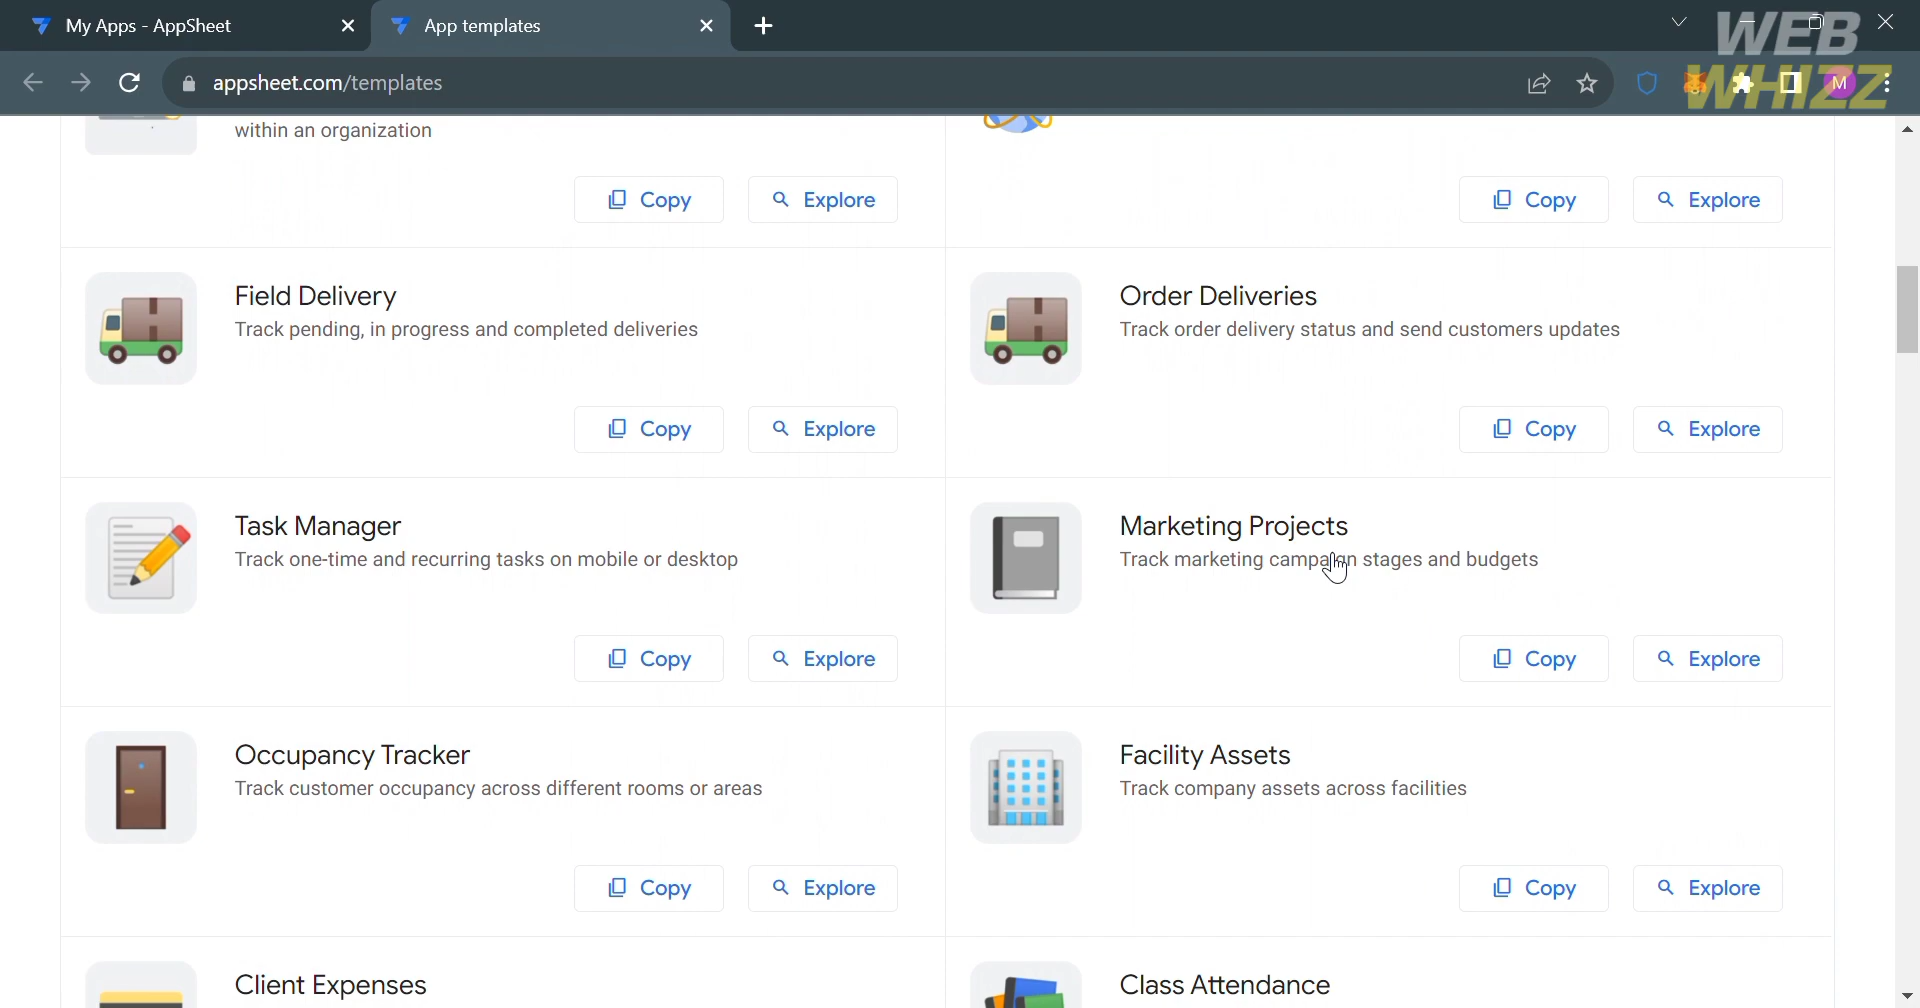 My Apps - AppSheet
App templates
WEB
WHIZZ
appsheet.com/templates
M
within an organization
Copy
Explore
Copy
Explore
Field Delivery
Track pending, in progress and completed deliveries
Copy
Explore
Order Deliveries
Track order delivery status and send customers updates
Copy
Explore
Task Manager
Track one-time and recurring tasks on mobile or desktop
Copy
Explore
Marketing Projects
Track marketing campaign stages and budgets
Copy
Explore
Occupancy Tracker
Track customer occupancy across different rooms or areas
Copy
Explore
Facility Assets
Track company assets across facilities
Copy
Explore
Client Expenses
Class Attendance